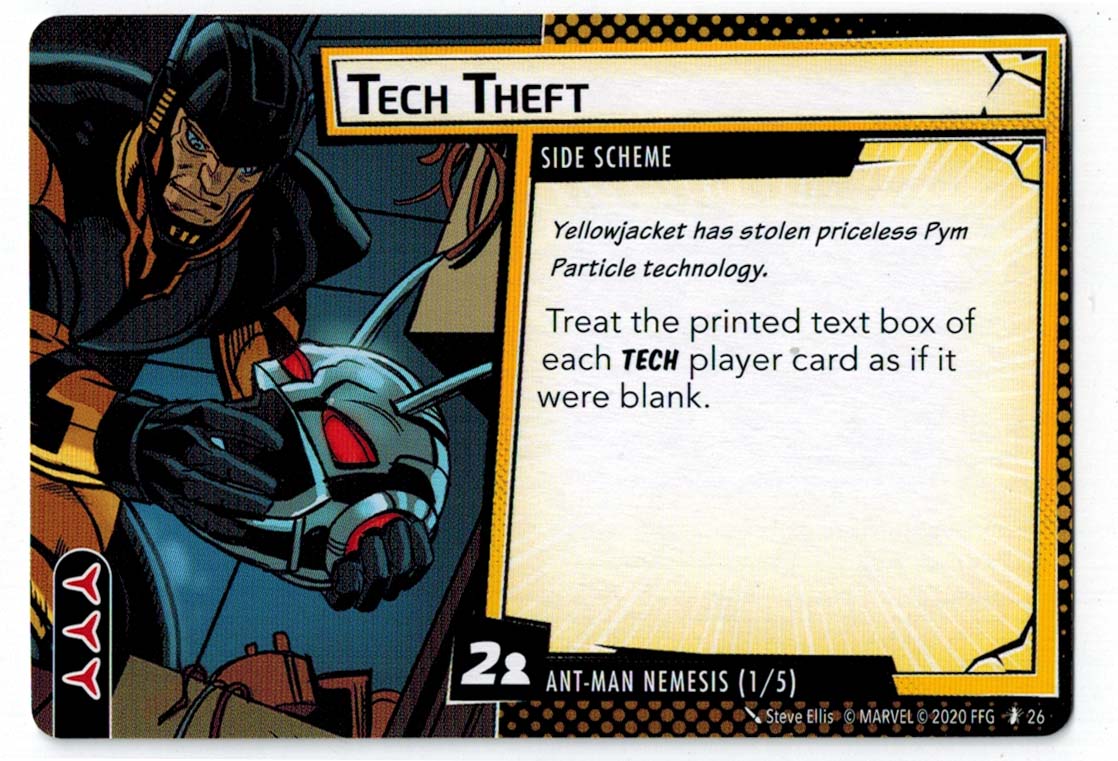 TECH THEFT
SIDE SCHEME
Yellowjacket has stolen priceless Pym
Particle technology.
Treat the printed text box of
each TECH player card as if it
were blank.
2
ANT-MAN NEMESIS (1/5)
Steve Ellis © MARVEL © 2020 FFG 26